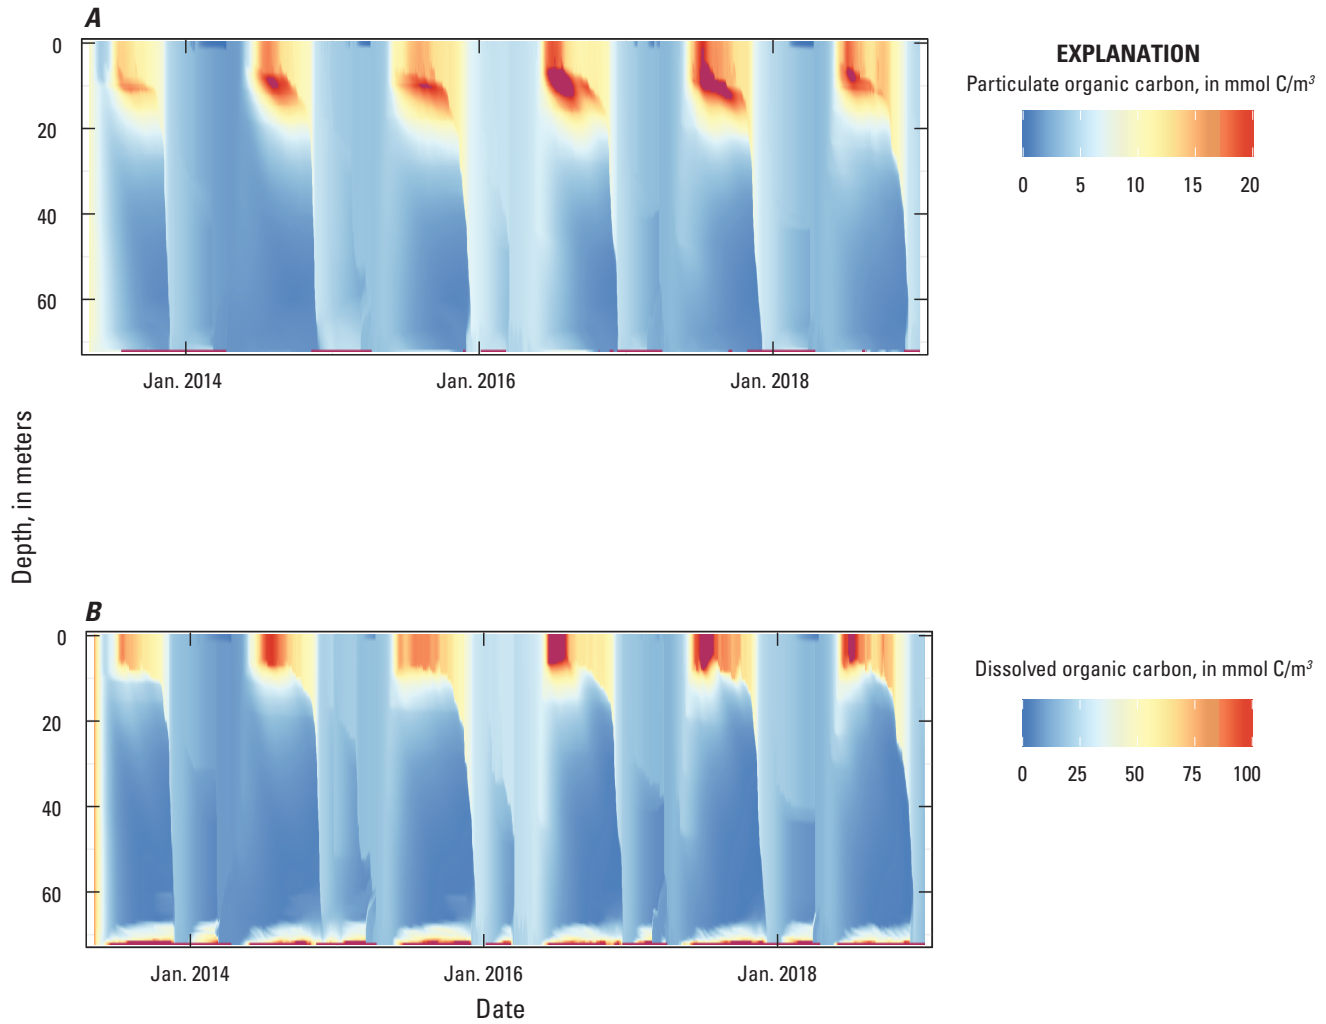 A
0
20
40
60
Jan. 2014
Jan. 2016
Jan. 2018
EXPLANATION
Particulate organic carbon, in mmol C/m³
0 5 10 15 20
Depth, in meters
B
0
20
40
60
Jan. 2014
Jan. 2016
Jan. 2018
Date
Dissolved organic carbon, in mmol C/m³
0 25 50 75 100